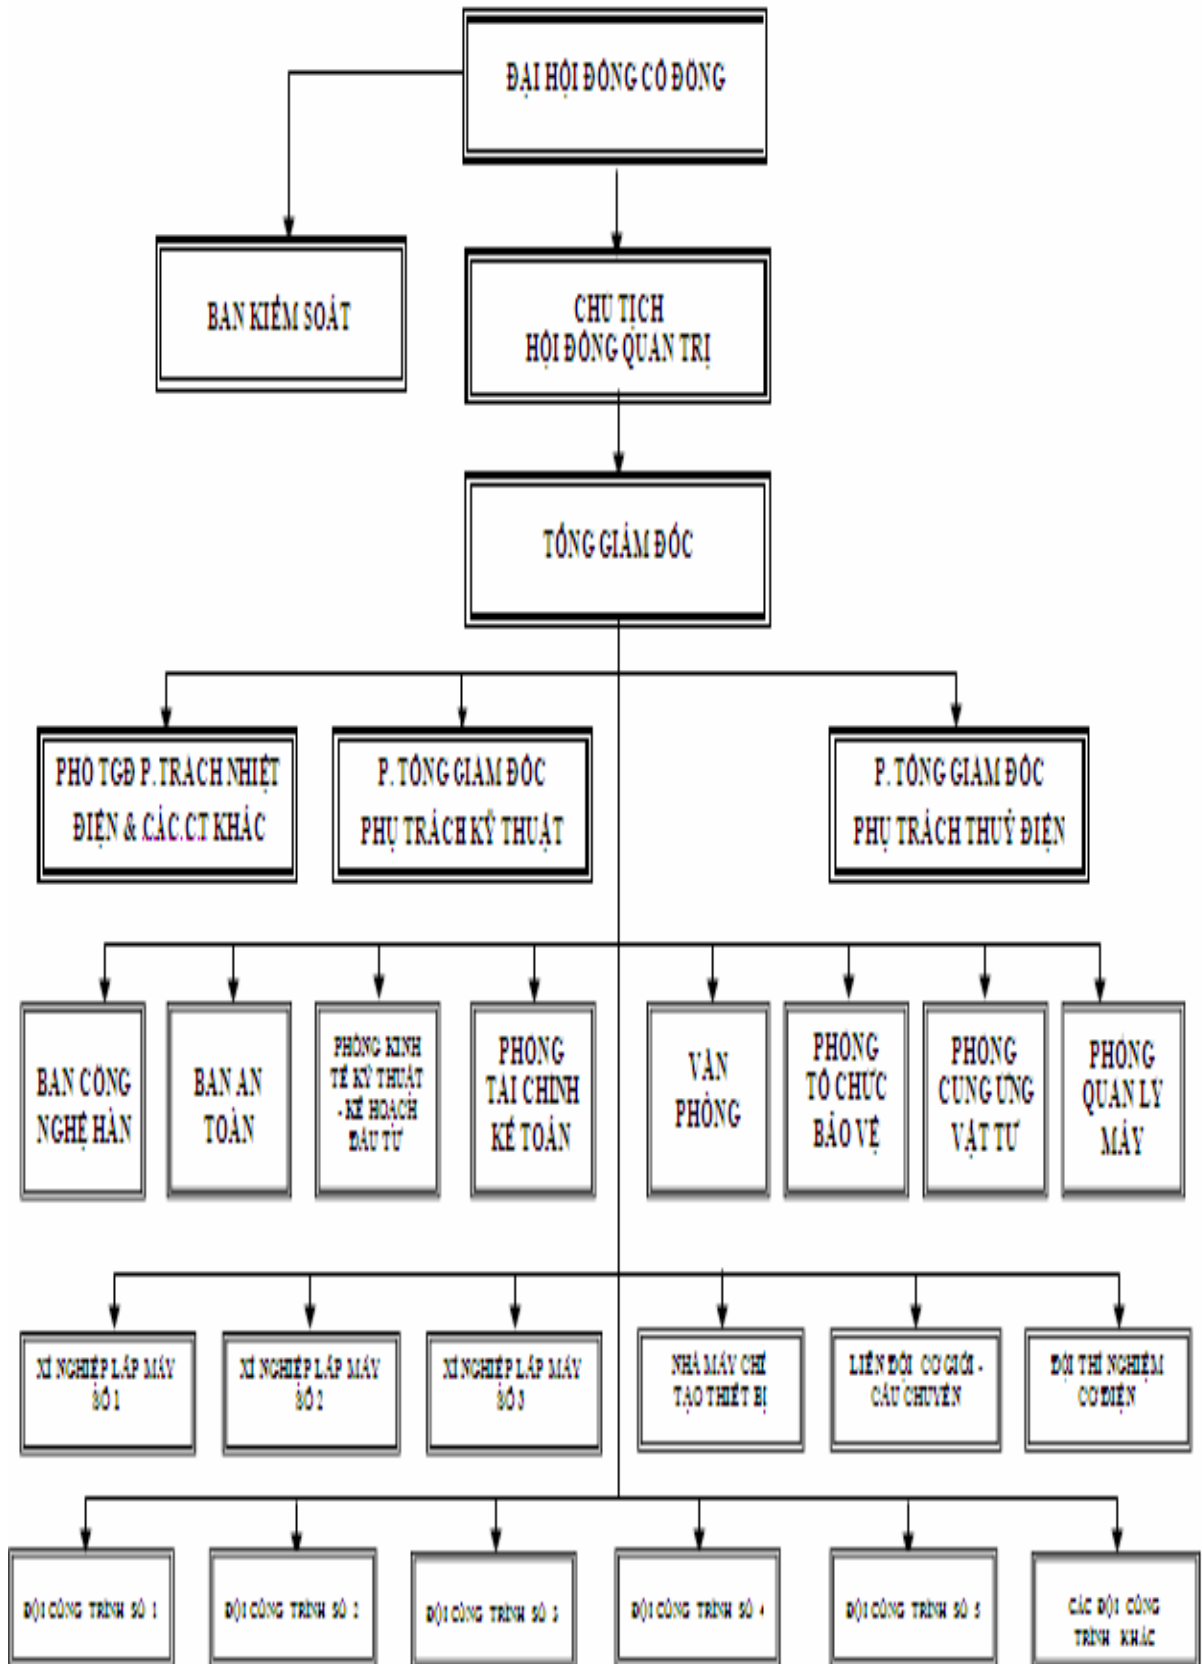 ĐẠI HỘI ĐỒNG CỔ ĐÔNG
BAN KIỂM SOÁT
CHỦ TỊCH
HỘI ĐỒNG QUẢN TRỊ
TỔNG GIÁM ĐỐC
PHÓ TGĐ P.TRÁCH NHIỆT
ĐIỆN & CÁC.C.T KHÁC
P. TỔNG GIÁM ĐỐC
PHỤ TRÁCH KỸ THUẬT
P. TỔNG GIÁM ĐỐC
PHỤ TRÁCH THUỶ ĐIỆN
BAN CÔNG
NGHỆ HÀN
BAN AN
TOÀN
PHÒNG KINH
TẾ KỸ THUẬT
- KẾ HOẠCH
ĐẦU TƯ
PHÒNG
TÀI CHÍNH
KẾ TOÁN
VĂN
PHÒNG
PHÒNG
TỔ CHỨC
BẢO VỆ
PHÒNG
CUNG ỨNG
VẬT TƯ
PHÒNG
QUẢN LÝ
MÁY
XÍ NGHIỆP LẮP MÁY
SỐ 1
XÍ NGHIỆP LẮP MÁY
SỐ 2
XÍ NGHIỆP LẮP MÁY
SỐ 3
NHÀ MÁY CHẾ
TẠO THIẾT BỊ
LIÊN ĐỘI CƠ GIỚI -
CẨU CHUYỂN
ĐỘI THÍ NGHIỆM
CƠ ĐIỆN
ĐỘI CÔNG TRÌNH SỐ 1
ĐỘI CÔNG TRÌNH SỐ 2
ĐỘI CÔNG TRÌNH SỐ 3
ĐỘI CÔNG TRÌNH SỐ 4
ĐỘI CÔNG TRÌNH SỐ 5
CÁC ĐỘI CÔNG
TRÌNH KHÁC